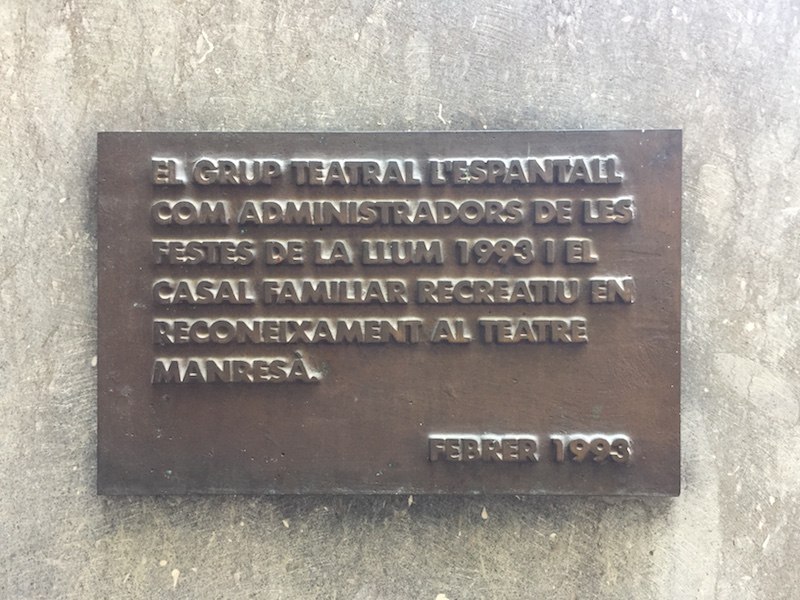 EL GRUP TEATRAL L'ESPANTALL
COM ADMINISTRADORS DE LES
FESTES DE LA LLUM 1993 I EL
CASAL FAMILIAR RECREATIU EN
RECONEIXAMENT AL TEATRE
MANRESÀ.
FEBRER 1993